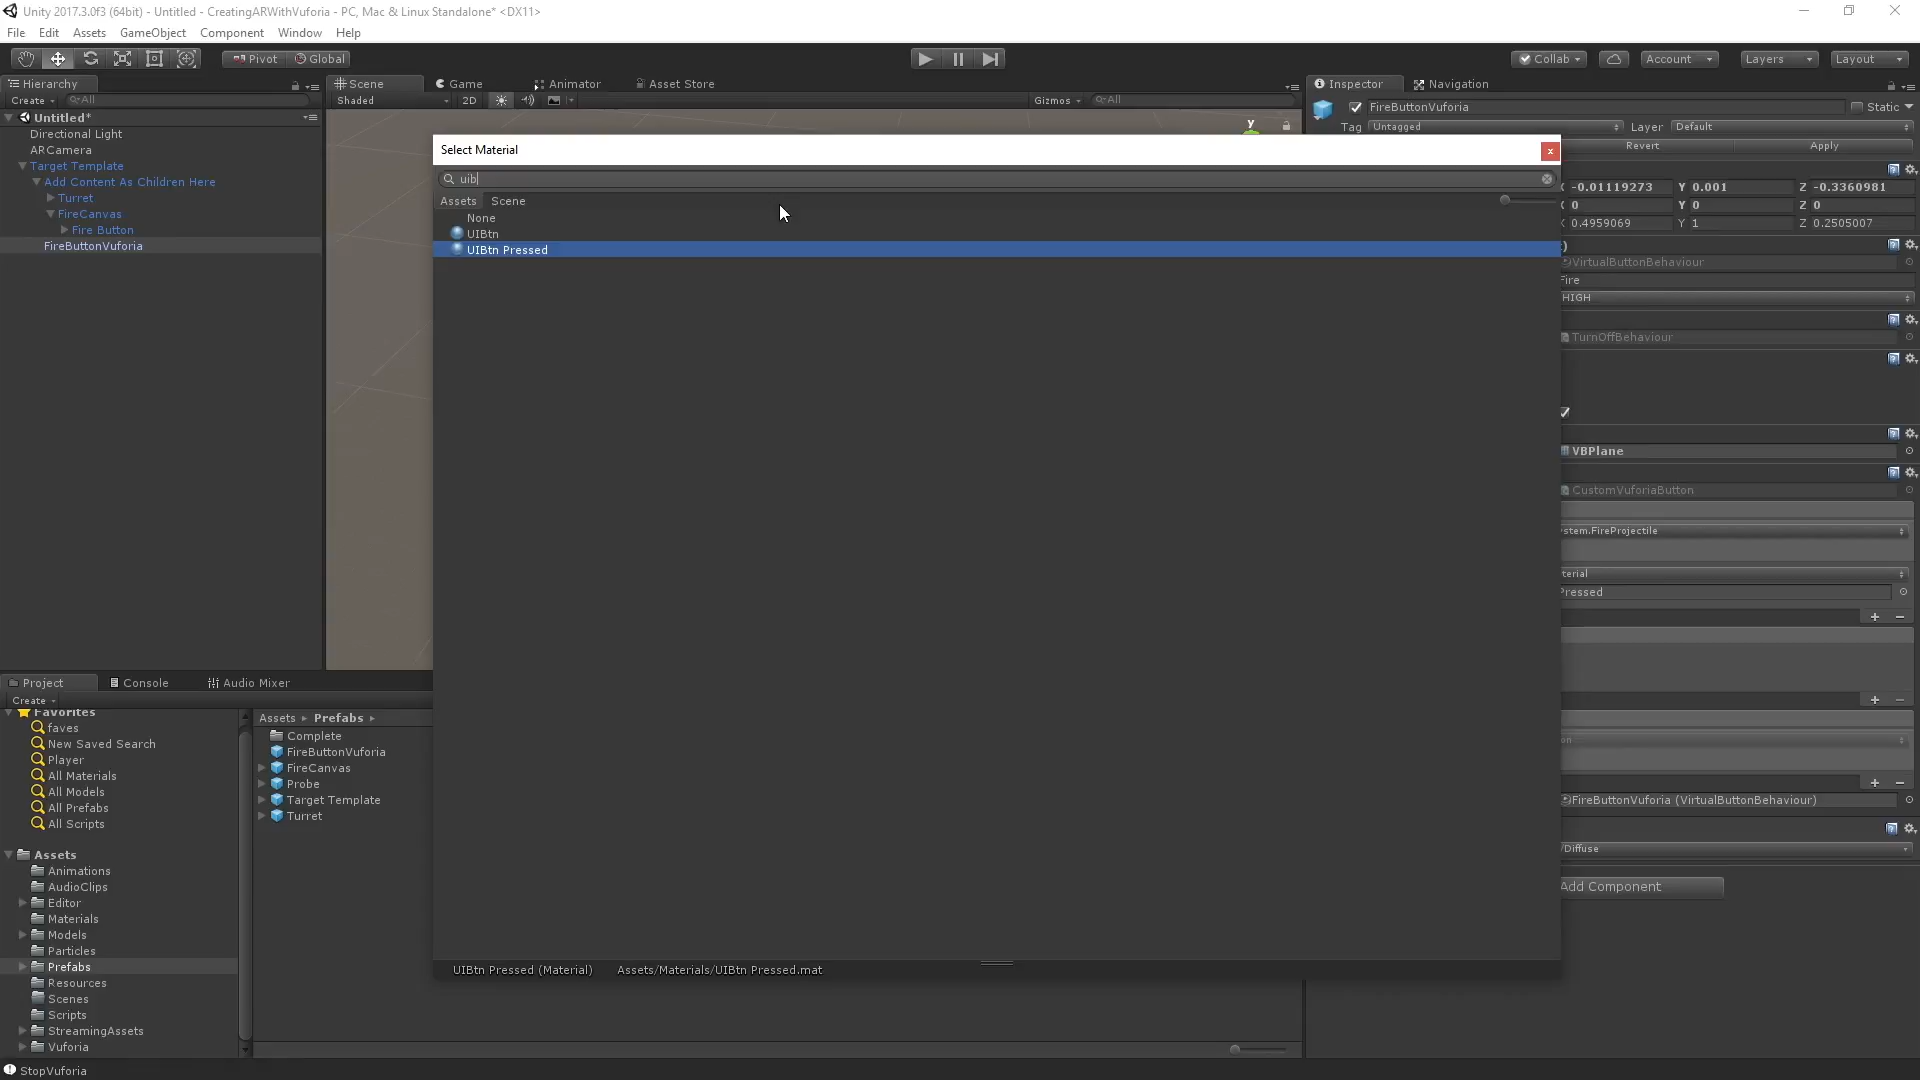 Unity 2017.3.0f3 (64bit) - Untitled - CreatingARWithVuforia - PC, Mac & Linux Standalone* <DX11>
File Edit Assets GameObject Component Window Help
Pivot Global Collab Account Layers Layout
Hierarchy Scene Game Animator Asset Store Inspector Navigation
Create All Shaded 2D Gizmos All FireButtonVuforia Static
Untitled*
Tag Untagged Layer Default
Directional Light
Revert Apply
ARCamera
Target Template
Add Content As Children Here
Turret
FireCanvas
Fire Button
FireButtonVuforia
y
Select Material
x
uib
Assets Scene
None
UIBtn
UIBtn Pressed
UIBtn Pressed (Material) Assets/Materials/UIBtn Pressed.mat
X -0.01119273 Y 0.001 Z -0.3360981
X 0 Y 0 Z 0
X 0.4959069 Y 1 Z 0.2505007
VirtualButtonBehaviour
Fire
HIGH
TurnOffBehaviour
VBPlane
CustomVuforiaButton
stem.FireProjectile
terial
Pressed
+ −
+ −
on
+ −
FireButtonVuforia (VirtualButtonBehaviour)
/Diffuse
Add Component
Project Console Audio Mixer
Create
Favorites
faves
New Saved Search
Player
All Materials
All Models
All Prefabs
All Scripts
Assets
Animations
AudioClips
Editor
Materials
Models
Particles
Prefabs
Resources
Scenes
Scripts
StreamingAssets
Vuforia
Assets Prefabs
Complete
FireButtonVuforia
FireCanvas
Probe
Target Template
Turret
StopVuforia